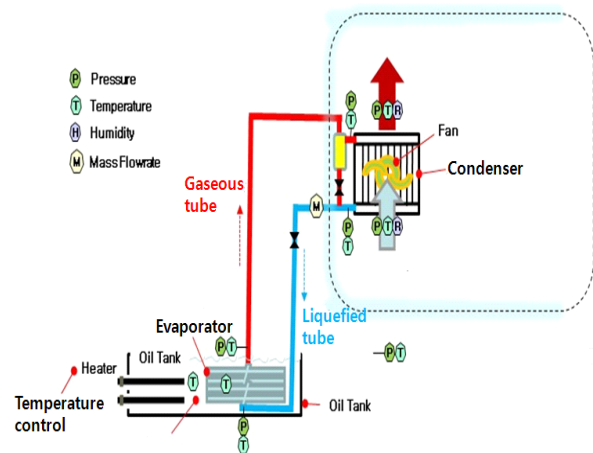 P Pressure
T Temperature
H Humidity
M Mass Flowrate
P
T
P T R
Fan
Condenser
Gaseous
tube
M
P
T
P T R
Liquefied
tube
Evaporator
P T
P T
Oil Tank
Heater
T
T
Temperature
control
Oil Tank
P
T